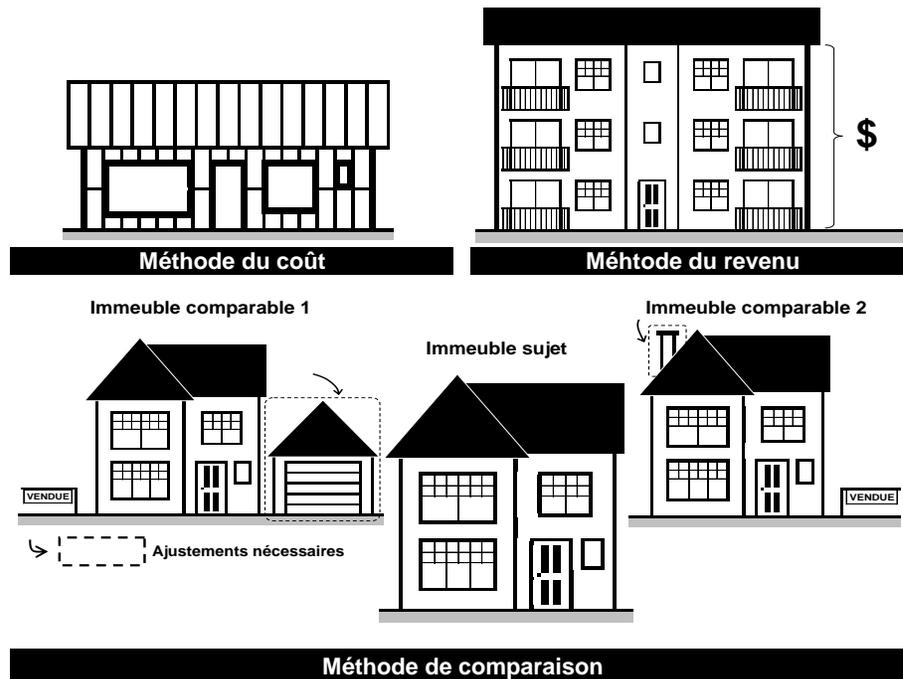 $
Méthode du coût
Méhtode du revenu
Immeuble comparable 1
Immeuble comparable 2
Immeuble sujet
VENDUE
VENDUE
Ajustements nécessaires
Méthode de comparaison